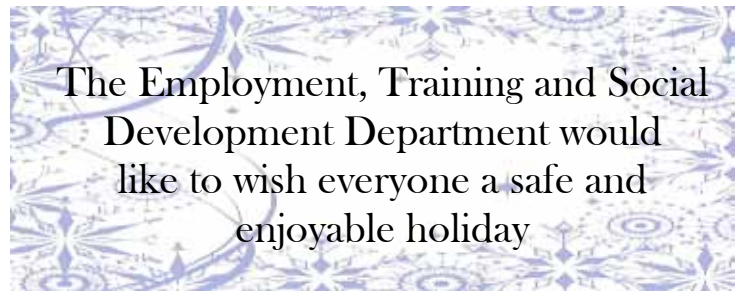 The Employment, Training and Social
Development Department would
like to wish everyone a safe and
enjoyable holiday